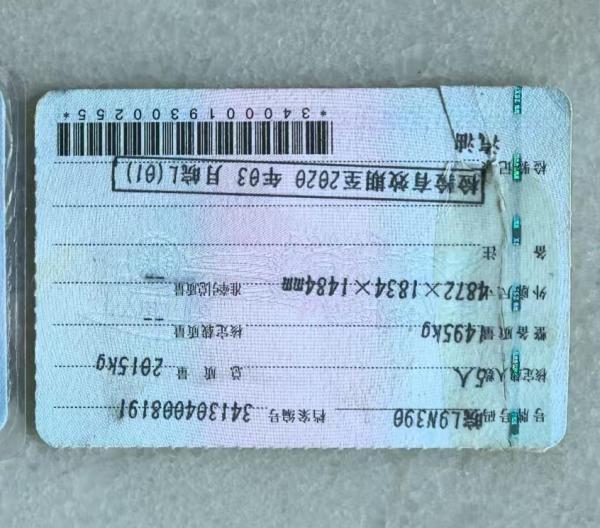 号牌号码 皖L9N390 档案编号 341304008191
核定载人数 5人 总质量 2015kg
整备质量 1495kg 核定载质量 --
外廓尺寸 4872×1834×1484mm 准牵引总质量 --
备注
检验记录 检验有效期至2020年03月皖L(01)
汽油
*3400019300255*